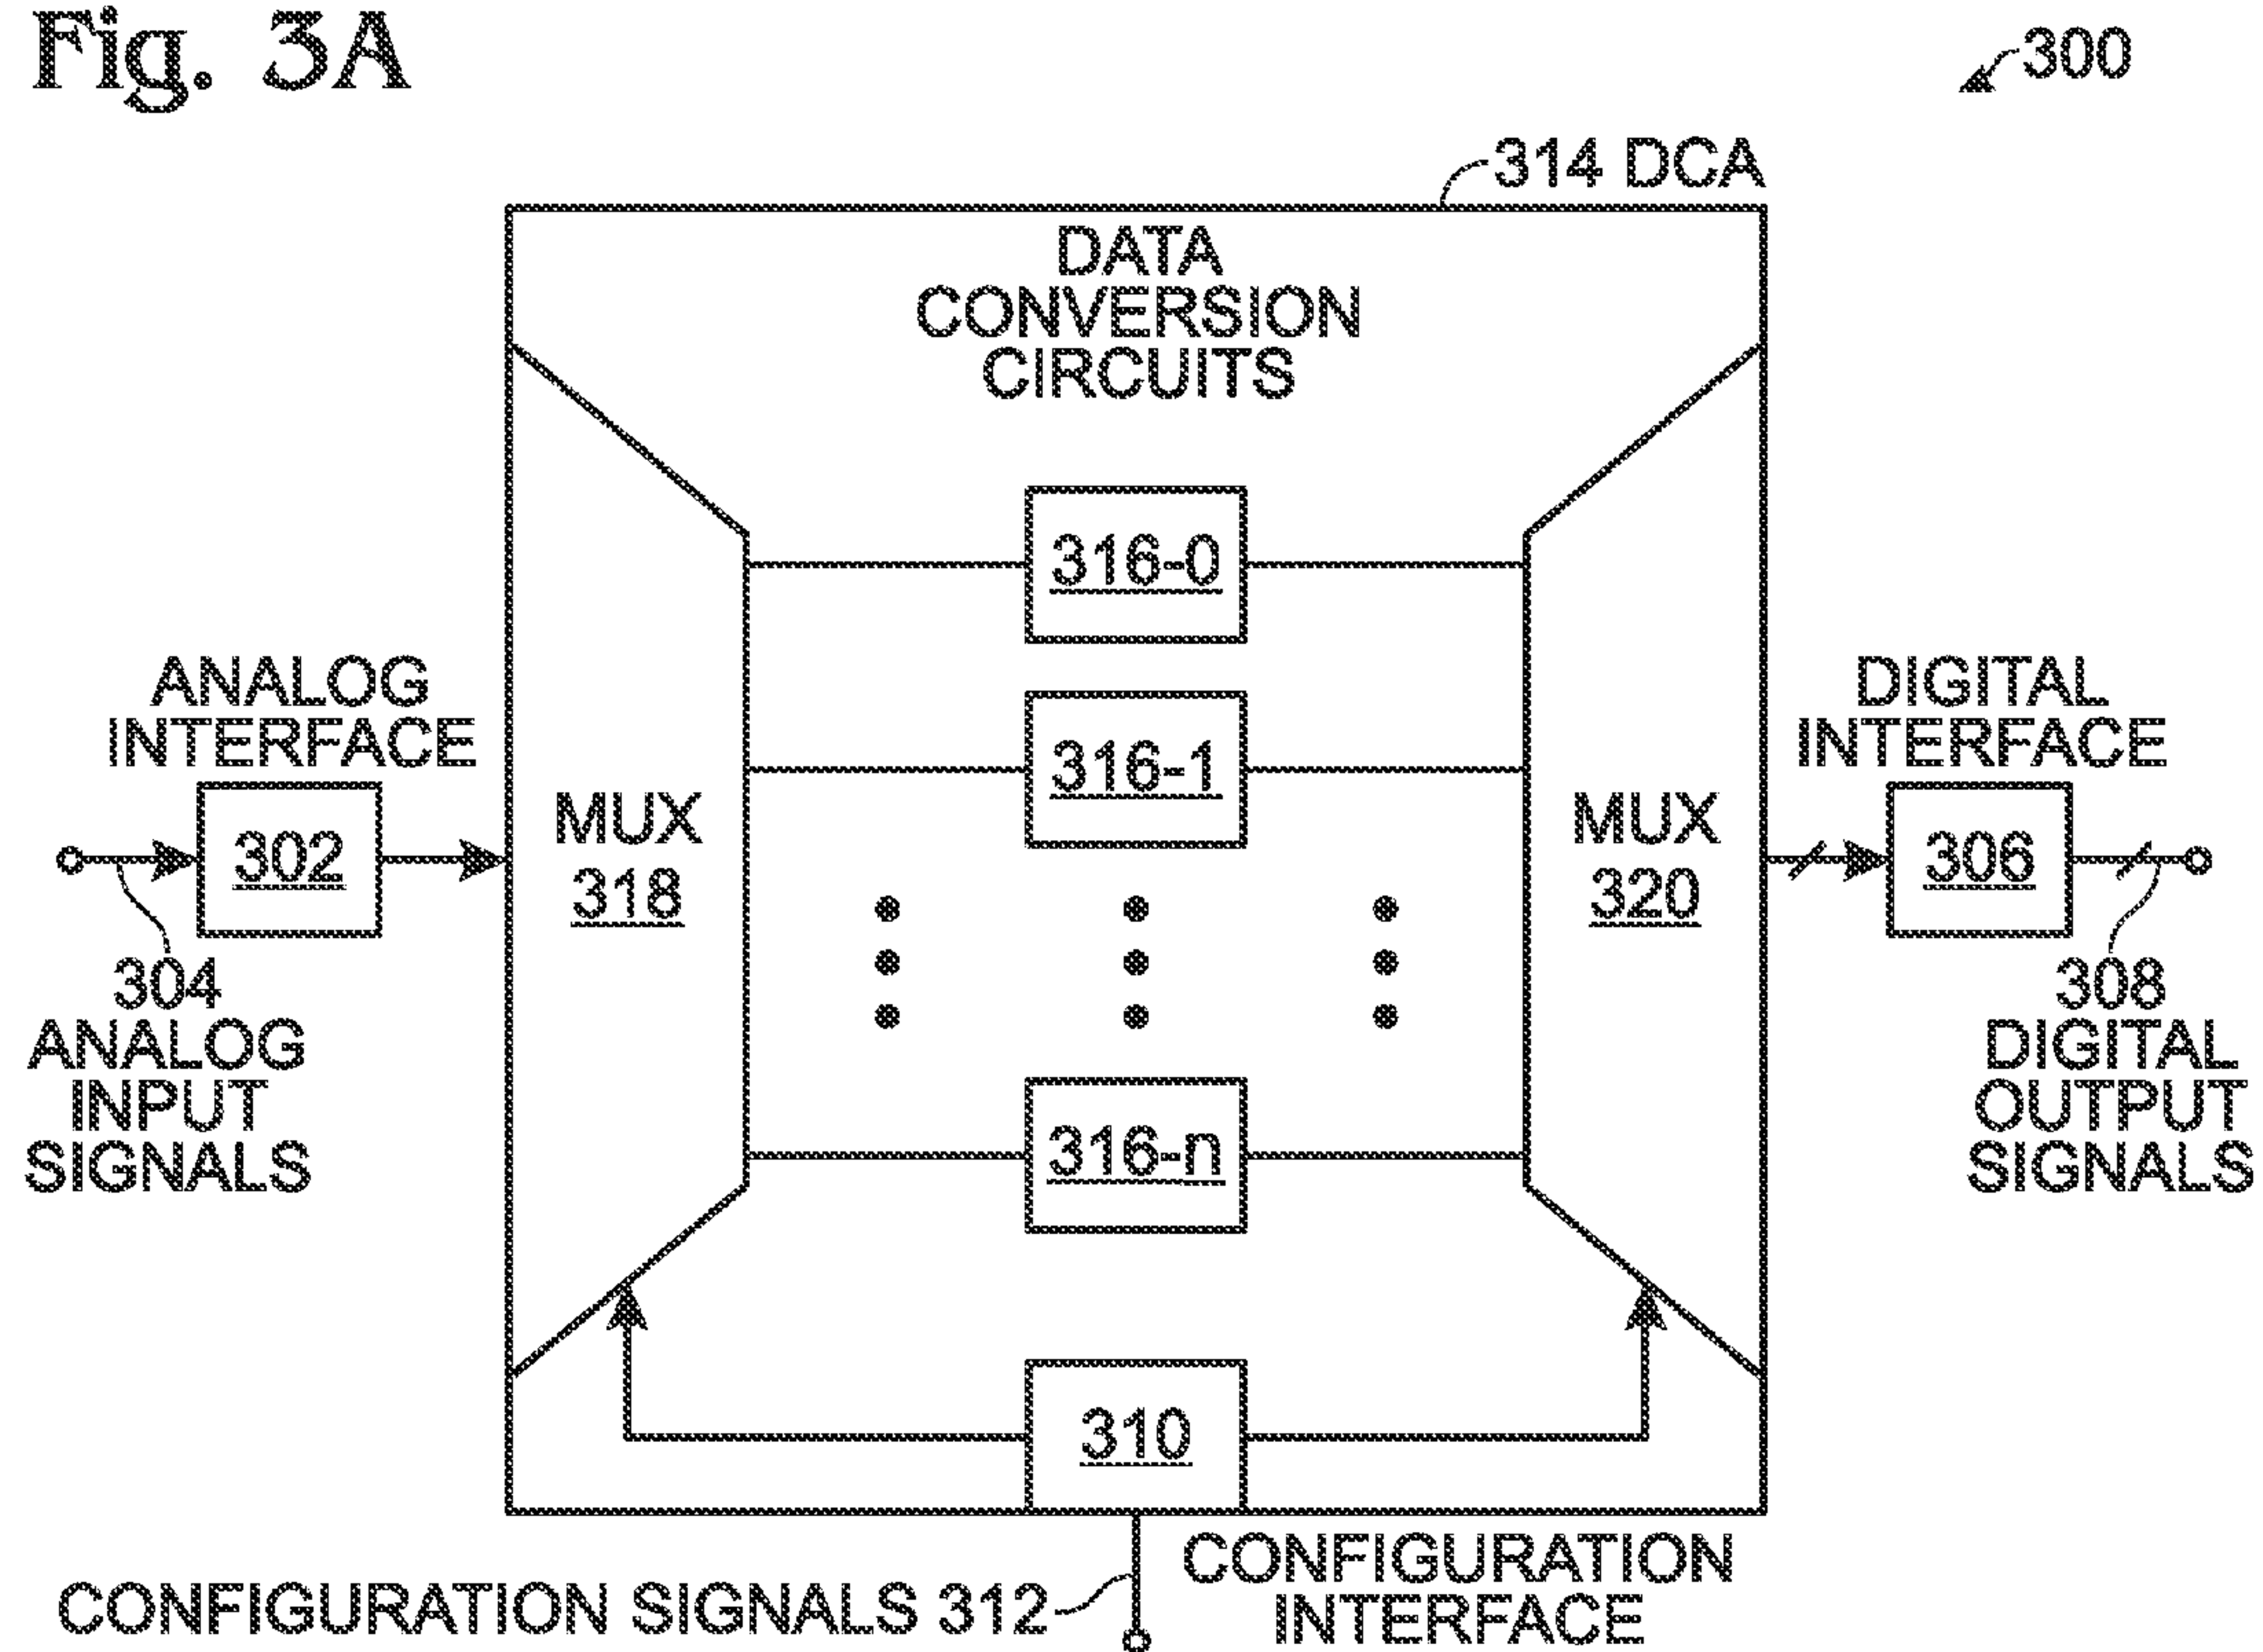 Fig. 3A
300
314 DCA
DATA
CONVERSION
CIRCUITS
316-0
316-1
316-n
ANALOG
INTERFACE
302
304
ANALOG
INPUT
SIGNALS
MUX
318
MUX
320
DIGITAL
INTERFACE
306
308
DIGITAL
OUTPUT
SIGNALS
310
CONFIGURATION SIGNALS 312
CONFIGURATION
INTERFACE